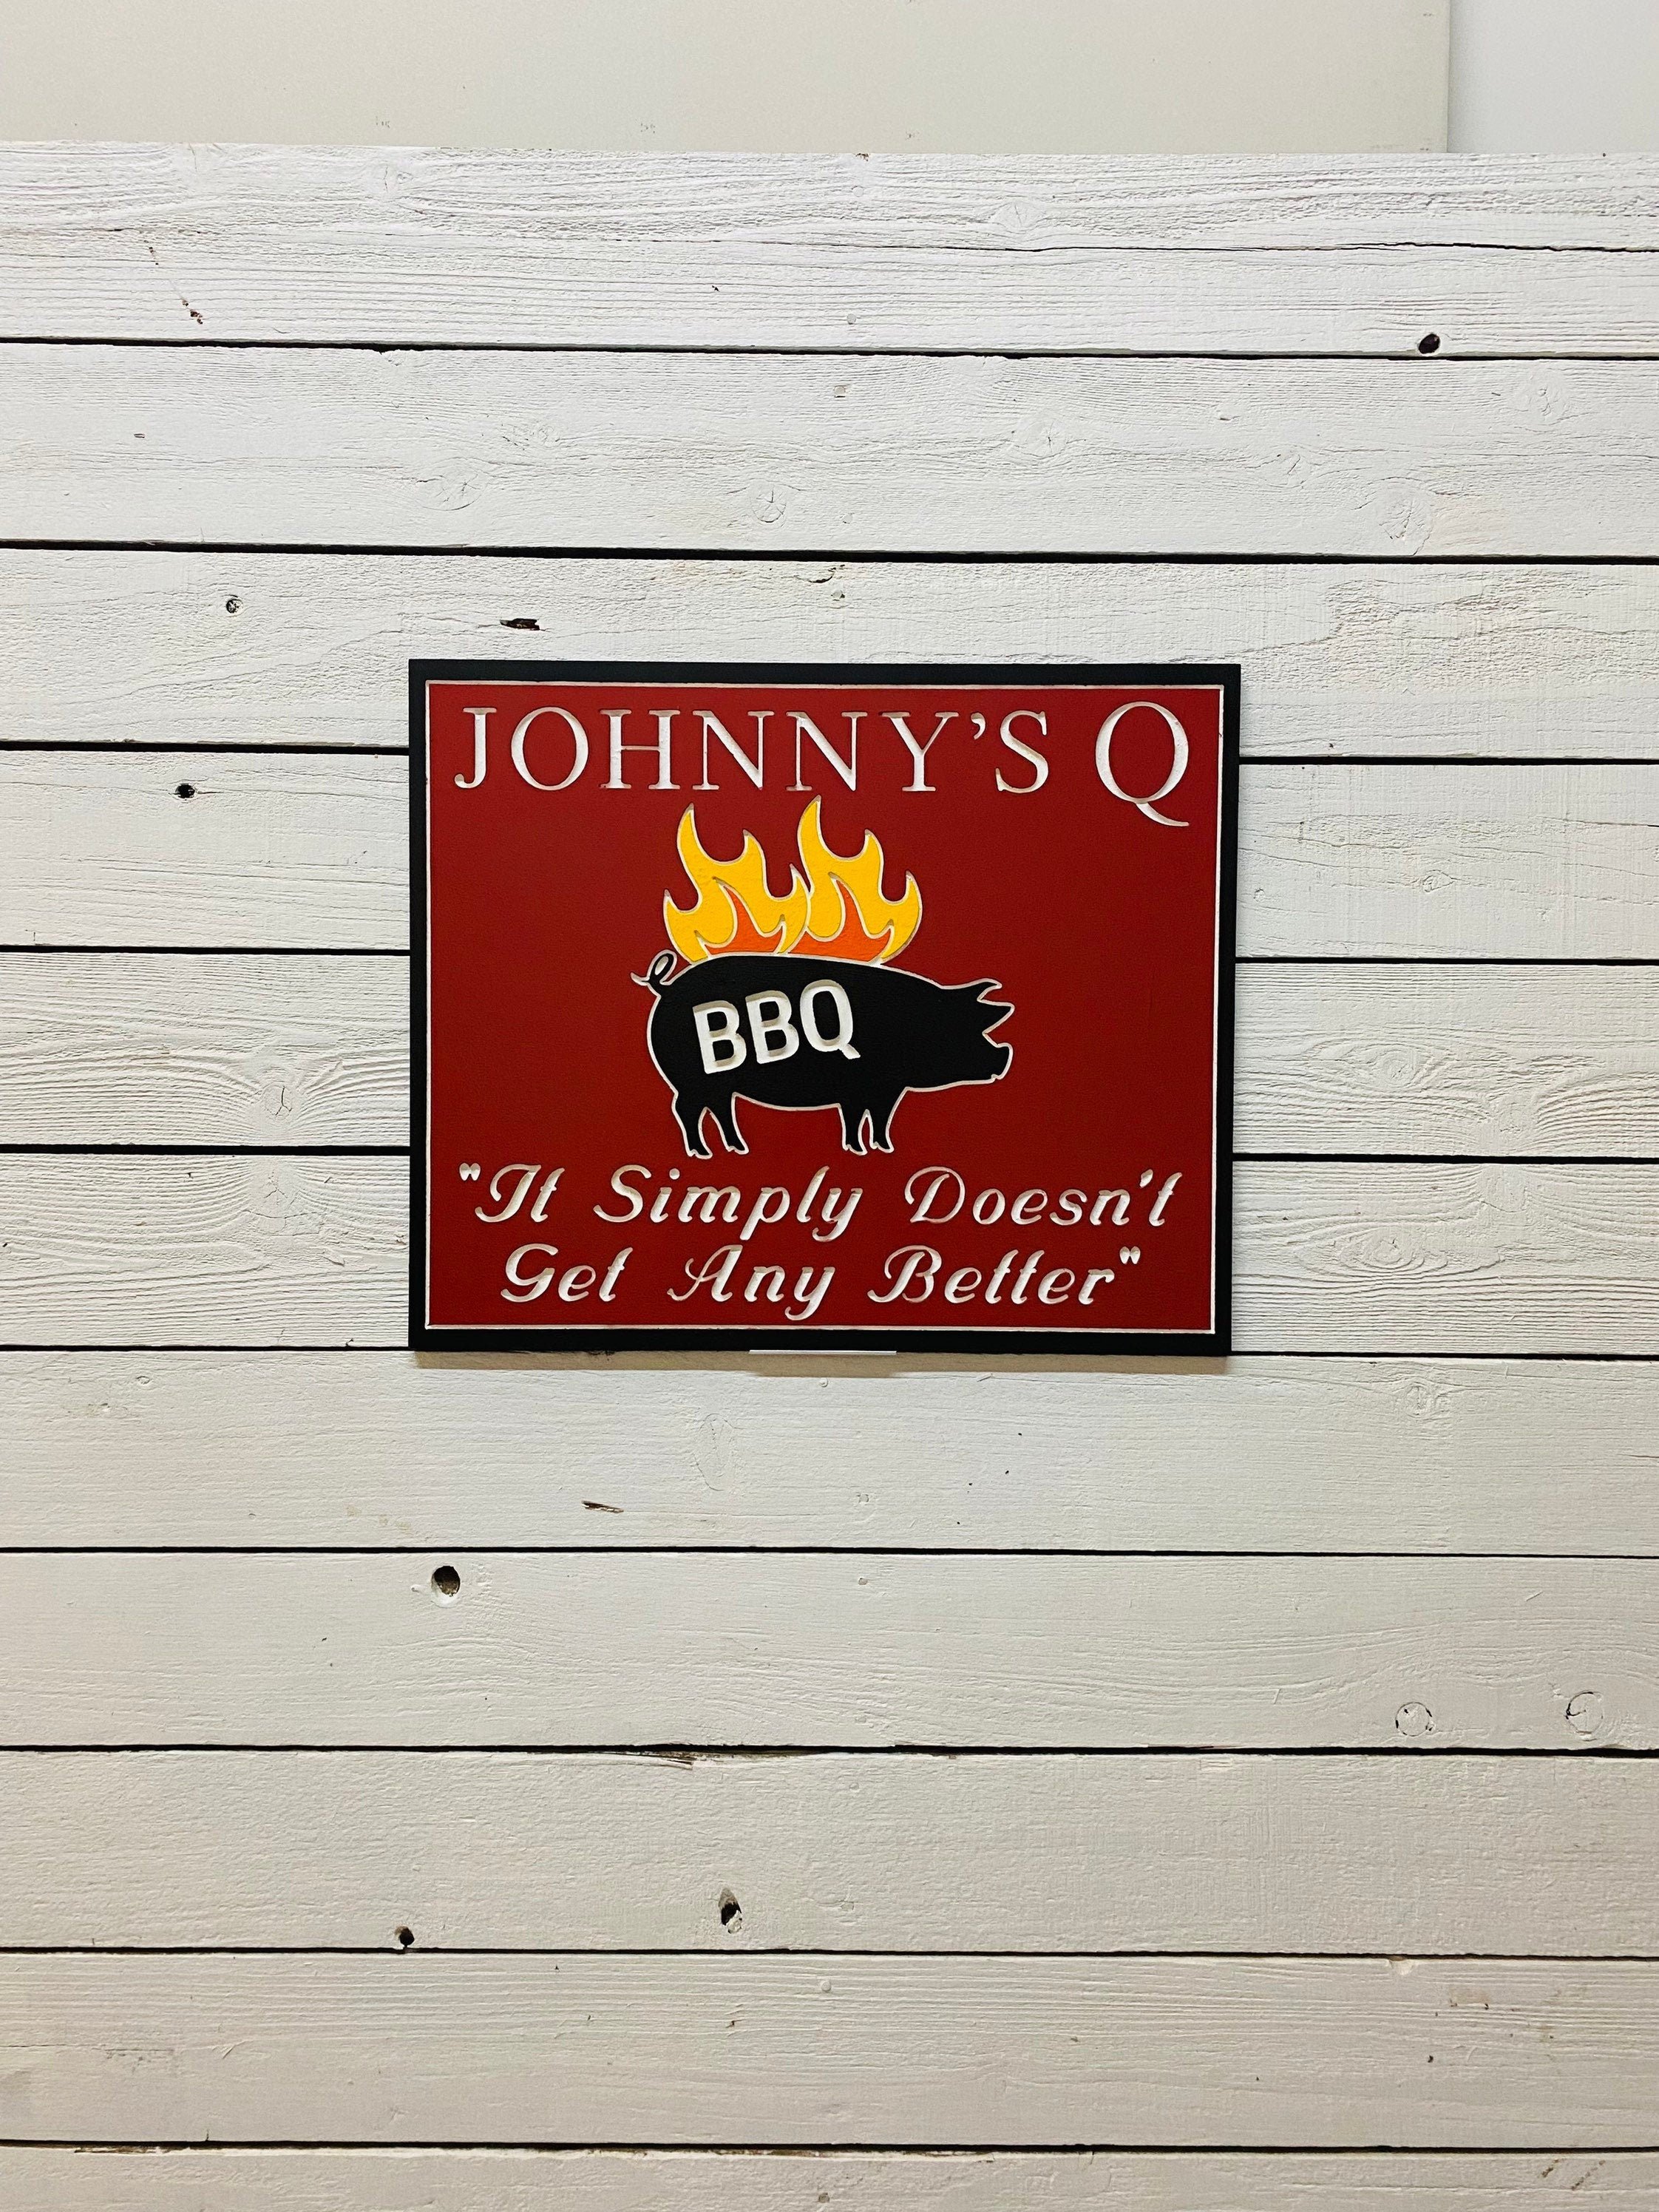 JOHNNY'S Q
BBQ
"It Simply Doesn't
Get Any Better"